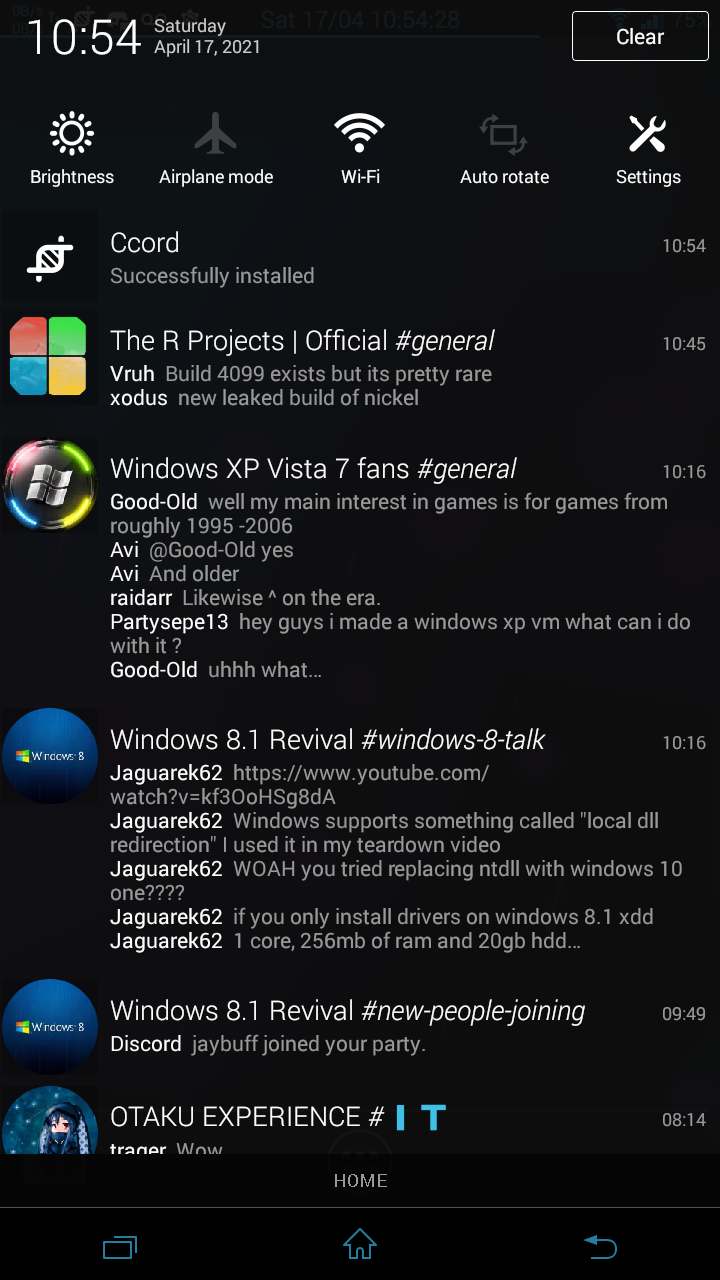 0B/s
Sat 17/04 10:54:28
75%
10:54
Saturday
April 17, 2021
Clear
Brightness
Airplane mode
Wi-Fi
Auto rotate
Settings
Ccord
10:54
Successfully installed
The R Projects | Official #general
10:45
Vruh Build 4099 exists but its pretty rare
xodus new leaked build of nickel
Windows XP Vista 7 fans #general
10:16
Good-Old well my main interest in games is for games from
roughly 1995 -2006
Avi @Good-Old yes
Avi And older
raidarr Likewise ^ on the era.
Partysepe13 hey guys i made a windows xp vm what can i do
with it ?
Good-Old uhhh what…
Windows 8
Windows 8.1 Revival #windows-8-talk
10:16
Jaguarek62 https://www.youtube.com/
watch?v=kf3OoHSg8dA
Jaguarek62 Windows supports something called "local dll
redirection" I used it in my teardown video
Jaguarek62 WOAH you tried replacing ntdll with windows 10
one????
Jaguarek62 if you only install drivers on windows 8.1 xdd
Jaguarek62 1 core, 256mb of ram and 20gb hdd…
Windows 8
Windows 8.1 Revival #new-people-joining
09:49
Discord jaybuff joined your party.
OTAKU EXPERIENCE # I T
08:14
trager Wow
HOME